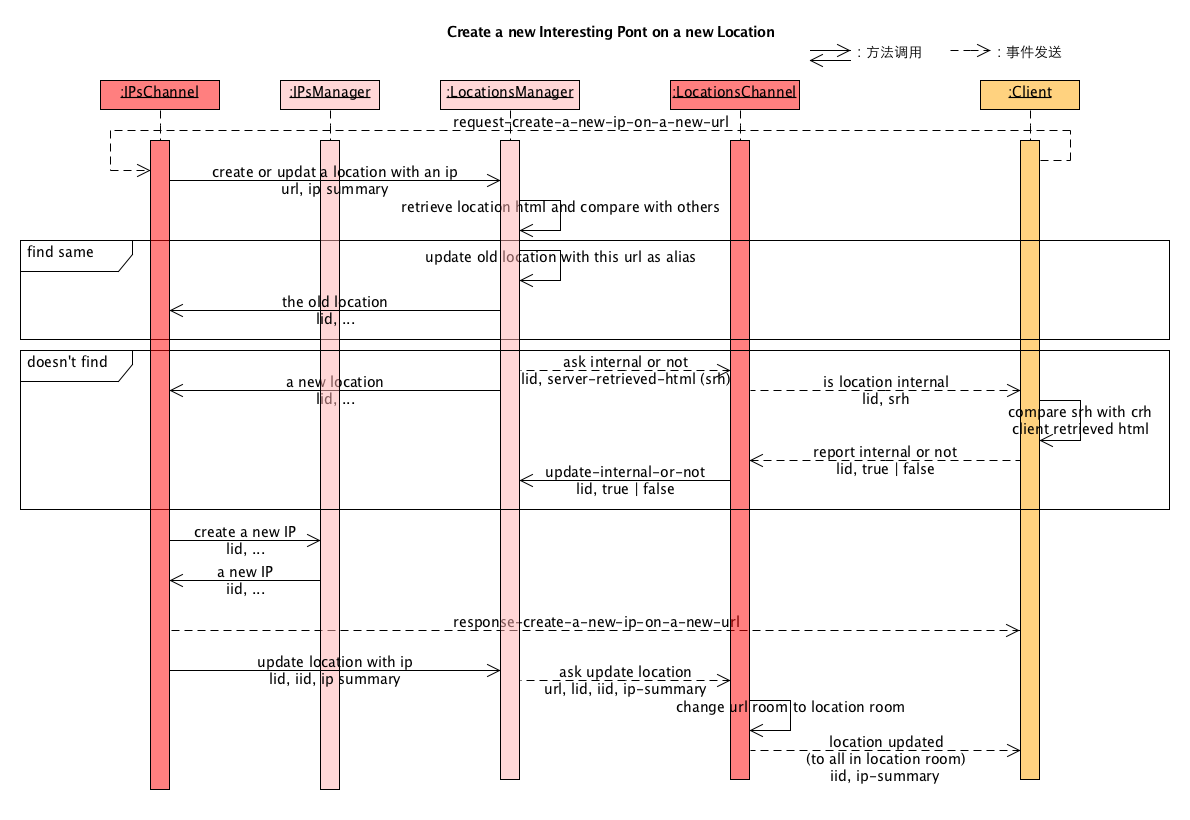 Create a new Interesting Pont on a new Location
: 方法调用
: 事件发送
:IPsChannel
:IPsManager
:LocationsManager
:LocationsChannel
:Client
request-create-a-new-ip-on-a-new-url
create or updat a location with an ip
url, ip summary
retrieve location html and compare with others
find same
update old location with this url as alias
the old location
lid, ...
doesn't find
ask internal or not
lid, server-retrieved-html (srh)
a new location
lid, ...
is location internal
lid, srh
compare srh with crh
client retrieved html
report internal or not
lid, true | false
update-internal-or-not
lid, true | false
create a new IP
lid, ...
a new IP
iid, ...
response-create-a-new-ip-on-a-new-url
update location with ip
lid, iid, ip summary
ask update location
url, lid, iid, ip-summary
change url room to location room
location updated
(to all in location room)
iid, ip-summary